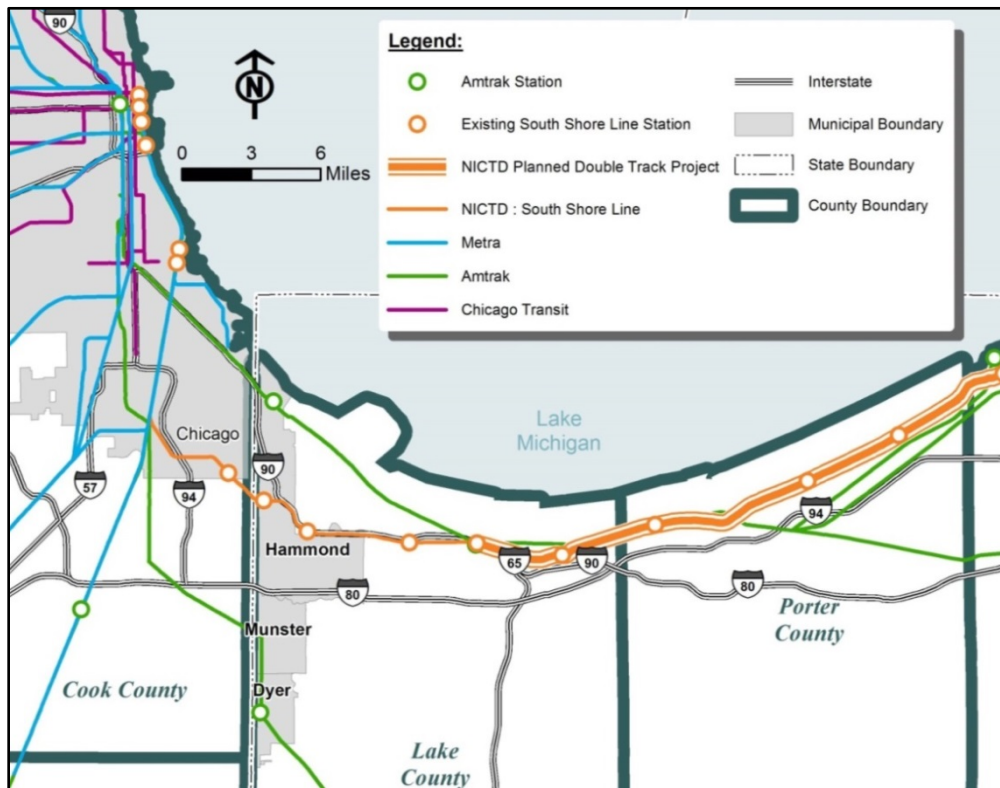 90
N
0 3 6
Miles
Legend:
Amtrak Station
Existing South Shore Line Station
NICTD Planned Double Track Project
NICTD : South Shore Line
Metra
Amtrak
Chicago Transit
Interstate
Municipal Boundary
State Boundary
County Boundary
Lake
Michigan
Chicago
57
94
90
Hammond
65
90
94
80
80
Munster
Dyer
Cook County
Lake
County
Porter
County